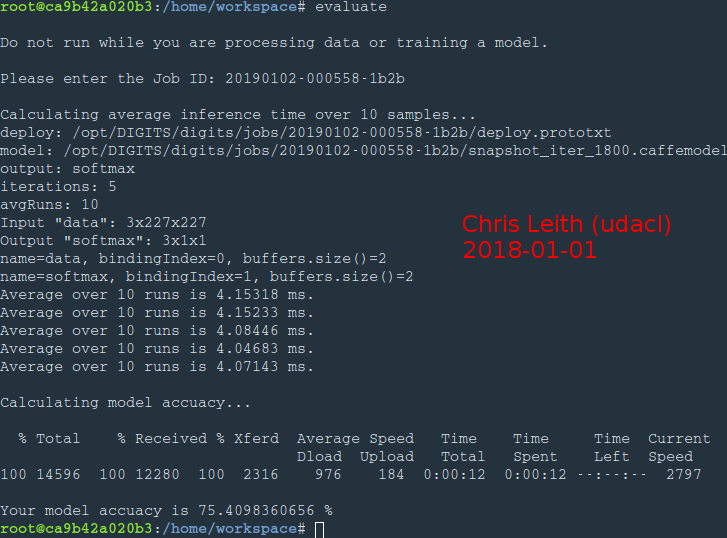 root@ca9b42a020b3:/home/workspace# evaluate
Do not run while you are processing data or training a model.
Please enter the Job ID: 20190102-000558-1b2b
Calculating average inference time over 10 samples...
deploy: /opt/DIGITS/digits/jobs/20190102-000558-1b2b/deploy.prototxt
model: /opt/DIGITS/digits/jobs/20190102-000558-1b2b/snapshot_iter_1800.caffemodel
output: softmax
iterations: 5
avgRuns: 10
Input "data": 3x227x227
Output "softmax": 3x1x1
name=data, bindingIndex=0, buffers.size()=2
name=softmax, bindingIndex=1, buffers.size()=2
Average over 10 runs is 4.15318 ms.
Average over 10 runs is 4.15233 ms.
Average over 10 runs is 4.08446 ms.
Average over 10 runs is 4.04683 ms.
Average over 10 runs is 4.07143 ms.
Chris Leith (udacl)
2018-01-01
Calculating model accuacy...
  % Total    % Received % Xferd  Average Speed   Time    Time     Time  Current
                                 Dload  Upload   Total   Spent    Left  Speed
100 14596  100 12280  100  2316    976    184  0:00:12  0:00:12 --:--:--  2797
Your model accuacy is 75.4098360656 %
root@ca9b42a020b3:/home/workspace#